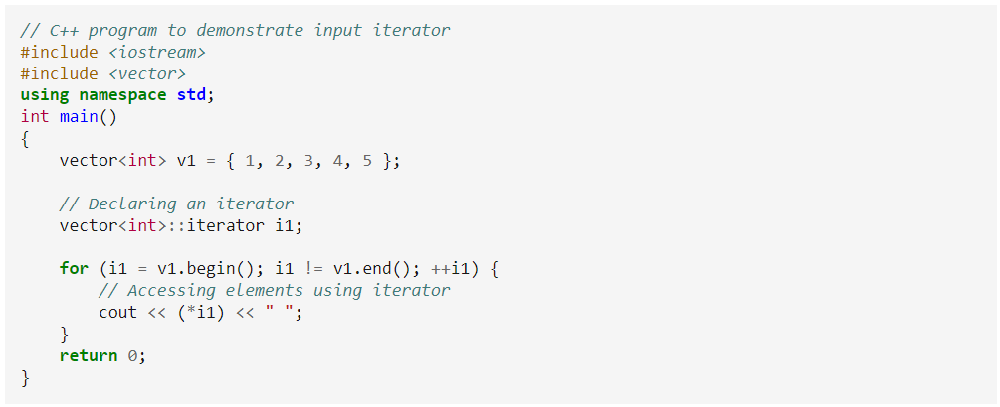 // C++ program to demonstrate input iterator
#include <iostream>
#include <vector>
using namespace std;
int main()
{
    vector<int> v1 = { 1, 2, 3, 4, 5 };
    // Declaring an iterator
    vector<int>::iterator i1;
    for (i1 = v1.begin(); i1 != v1.end(); ++i1) {
        // Accessing elements using iterator
        cout << (*i1) << " ";
    }
    return 0;
}